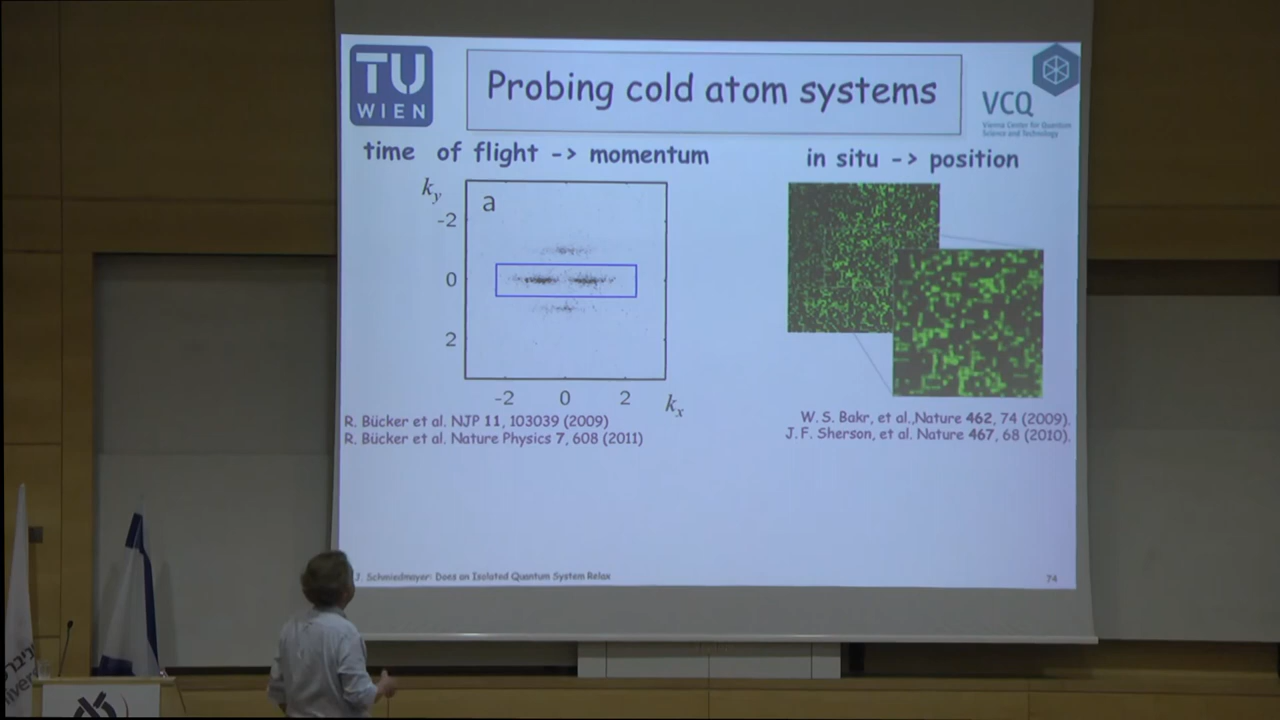 TU
WIEN
Probing cold atom systems
VCQ
Vienna Center for Quantum
Science and Technology
time of flight -> momentum
in situ -> position
k_y
a
-2
0
2
-2 0 2
k_x
R. Bücker et al. NJP 11, 103039 (2009)
R. Bücker et al. Nature Physics 7, 608 (2011)
W. S. Bakr, et al.,Nature 462, 74 (2009).
J. F. Sherson, et al. Nature 467, 68 (2010).
J. Schmiedmayer: Does an Isolated Quantum System Relax
74